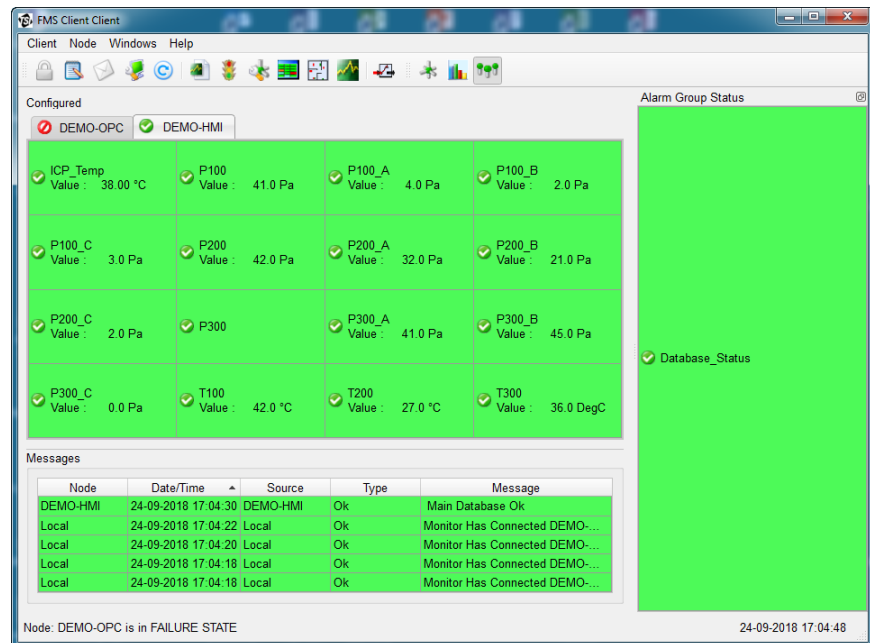 FMS Client Client
Client Node Windows Help
Configured
DEMO-OPC DEMO-HMI
ICP_Temp
Value : 38.00 °C
P100
Value : 41.0 Pa
P100_A
Value : 4.0 Pa
P100_B
Value : 2.0 Pa
P100_C
Value : 3.0 Pa
P200
Value : 42.0 Pa
P200_A
Value : 32.0 Pa
P200_B
Value : 21.0 Pa
P200_C
Value : 2.0 Pa
P300
P300_A
Value : 41.0 Pa
P300_B
Value : 45.0 Pa
P300_C
Value : 0.0 Pa
T100
Value : 42.0 °C
T200
Value : 27.0 °C
T300
Value : 36.0 DegC
Alarm Group Status
Database_Status
Messages
Node Date/Time Source Type Message
DEMO-HMI 24-09-2018 17:04:30 DEMO-HMI Ok Main Database Ok
Local 24-09-2018 17:04:22 Local Ok Monitor Has Connected DEMO-...
Local 24-09-2018 17:04:20 Local Ok Monitor Has Connected DEMO-...
Local 24-09-2018 17:04:18 Local Ok Monitor Has Connected DEMO-...
Local 24-09-2018 17:04:18 Local Ok Monitor Has Connected DEMO-...
Node: DEMO-OPC is in FAILURE STATE 24-09-2018 17:04:48